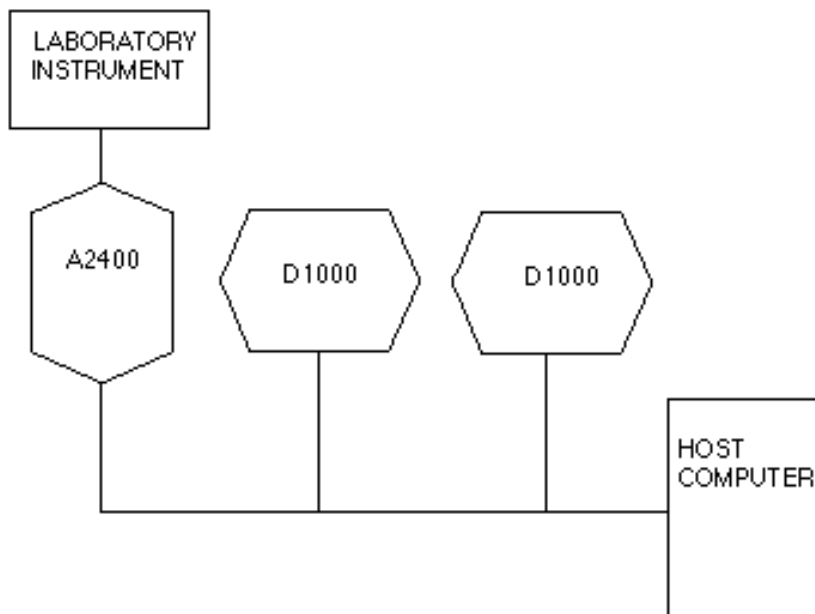 LABORATORY
INSTRUMENT
A2400
D1000
D1000
HOST
COMPUTER